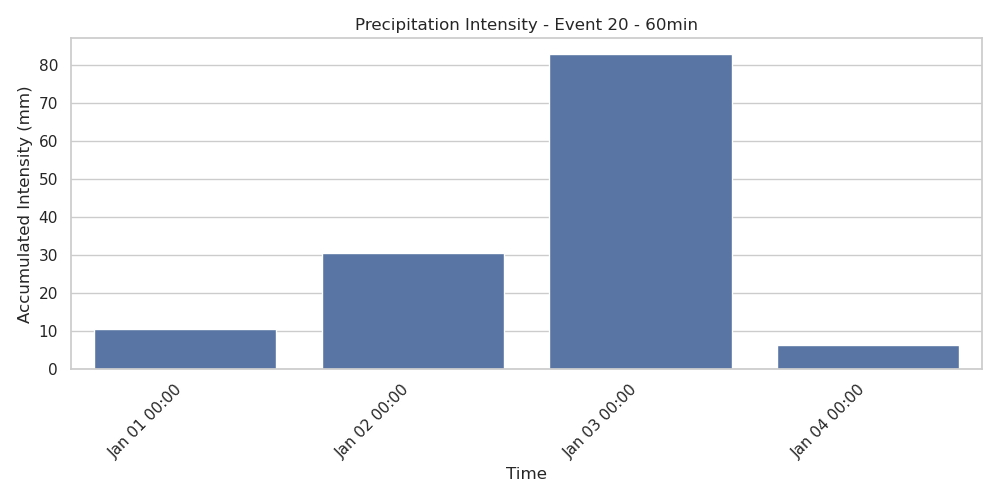 Precipitation Intensity - Event 20 - 60min
Accumulated Intensity (mm)
80
70
60
50
40
30
20
10
0
Jan 01 00:00
Jan 02 00:00
Jan 03 00:00
Jan 04 00:00
Time